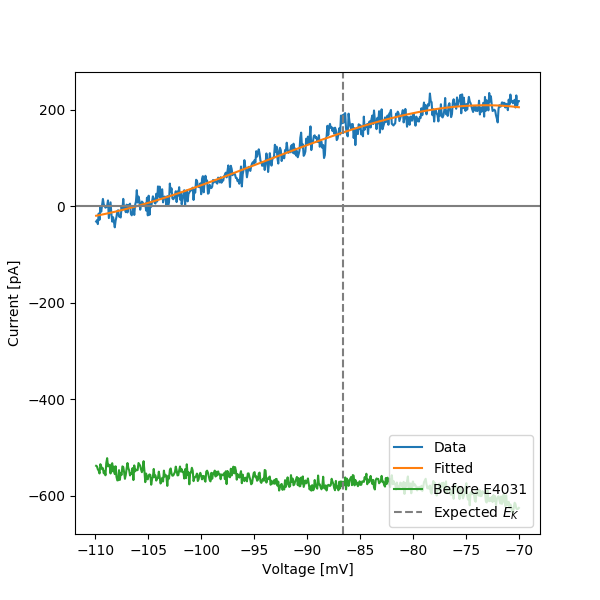 200
0
−200
−400
−600
Current [pA]
Data
Fitted
Before E4031
Expected E_K
−110 −105 −100 −95 −90 −85 −80 −75 −70
Voltage [mV]